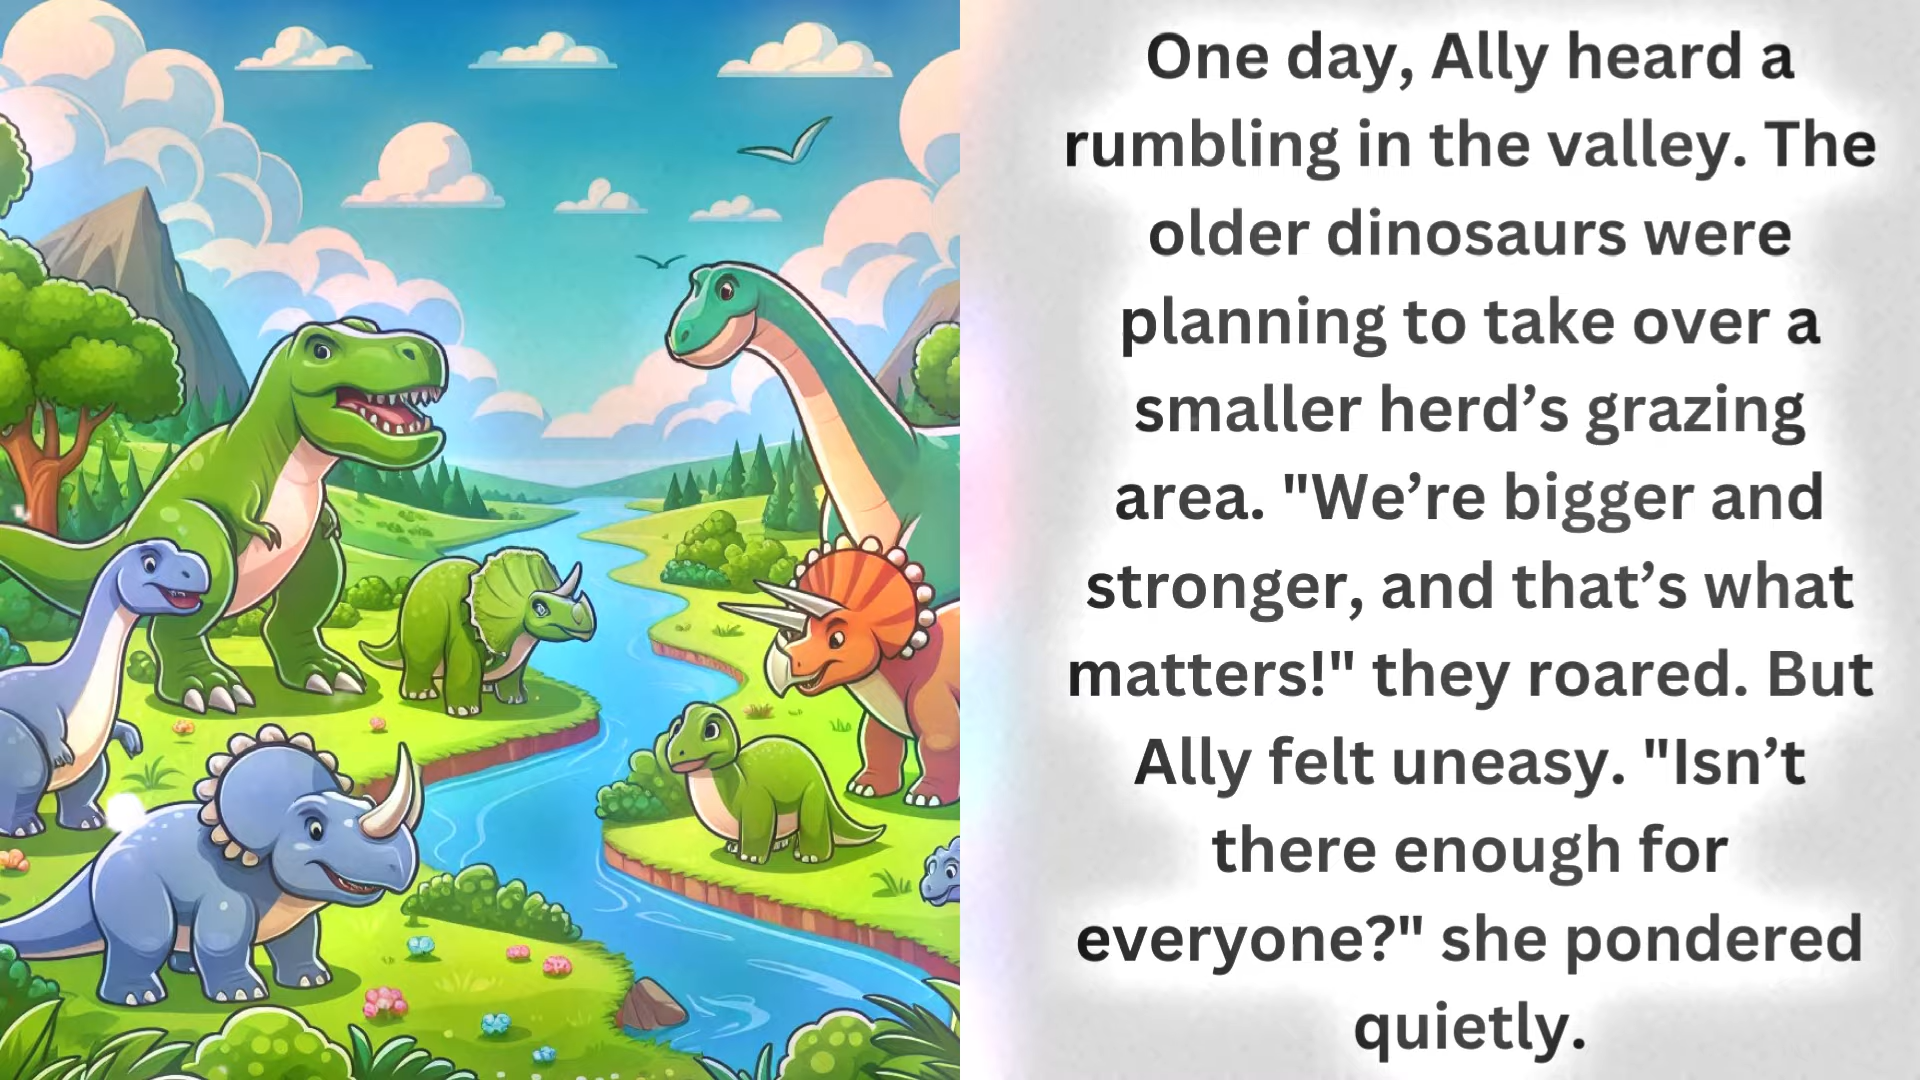 One day, Ally heard a
rumbling in the valley. The
older dinosaurs were
planning to take over a
smaller herd’s grazing
area. "We’re bigger and
stronger, and that’s what
matters!" they roared. But
Ally felt uneasy. "Isn’t
there enough for
everyone?" she pondered
quietly.